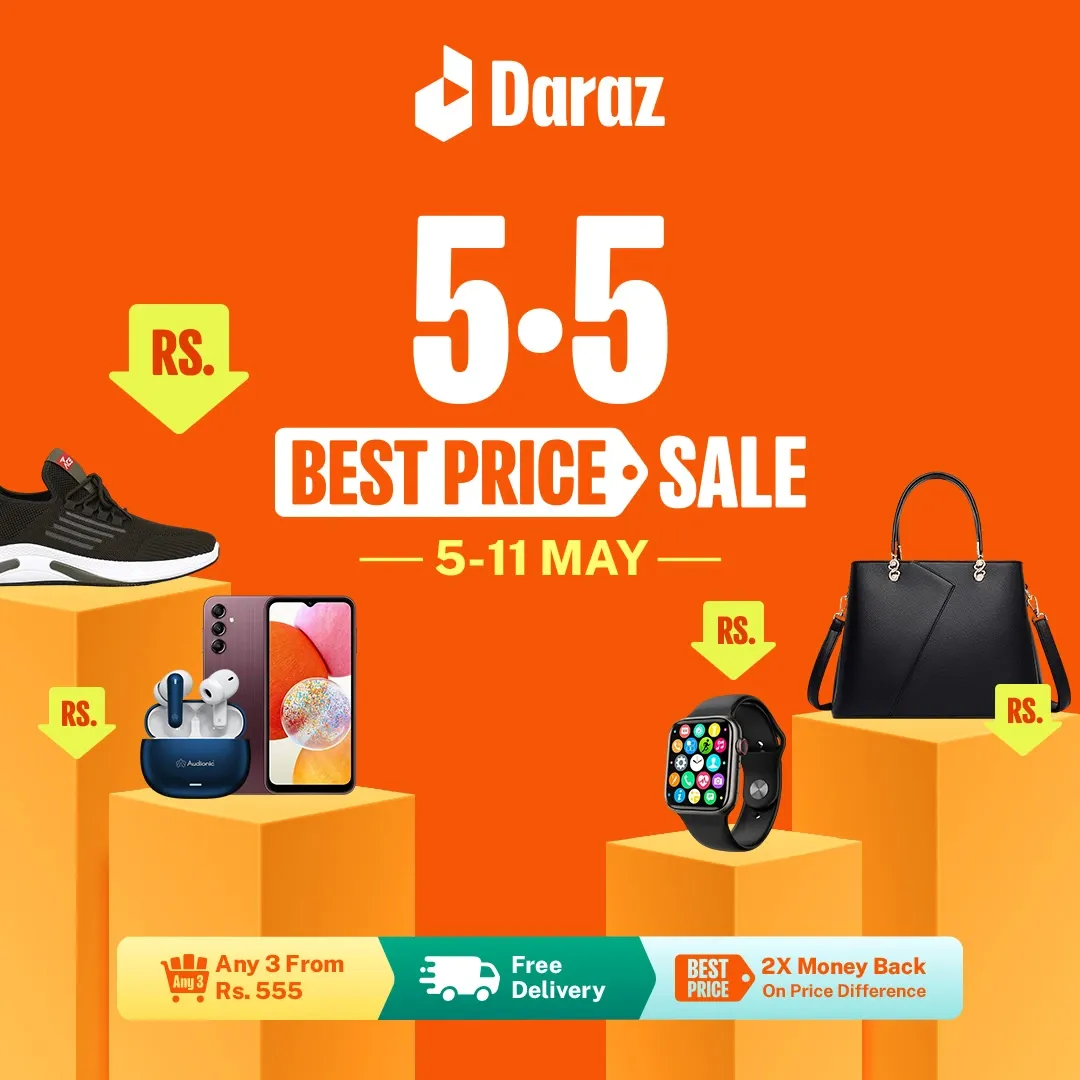 Daraz
5.5
BEST PRICE SALE
5-11 MAY
RS.
RS.
RS.
RS.
Audionic
Any 3
Any 3 From
Rs. 555
Free
Delivery
BEST
PRICE
2X Money Back
On Price Difference